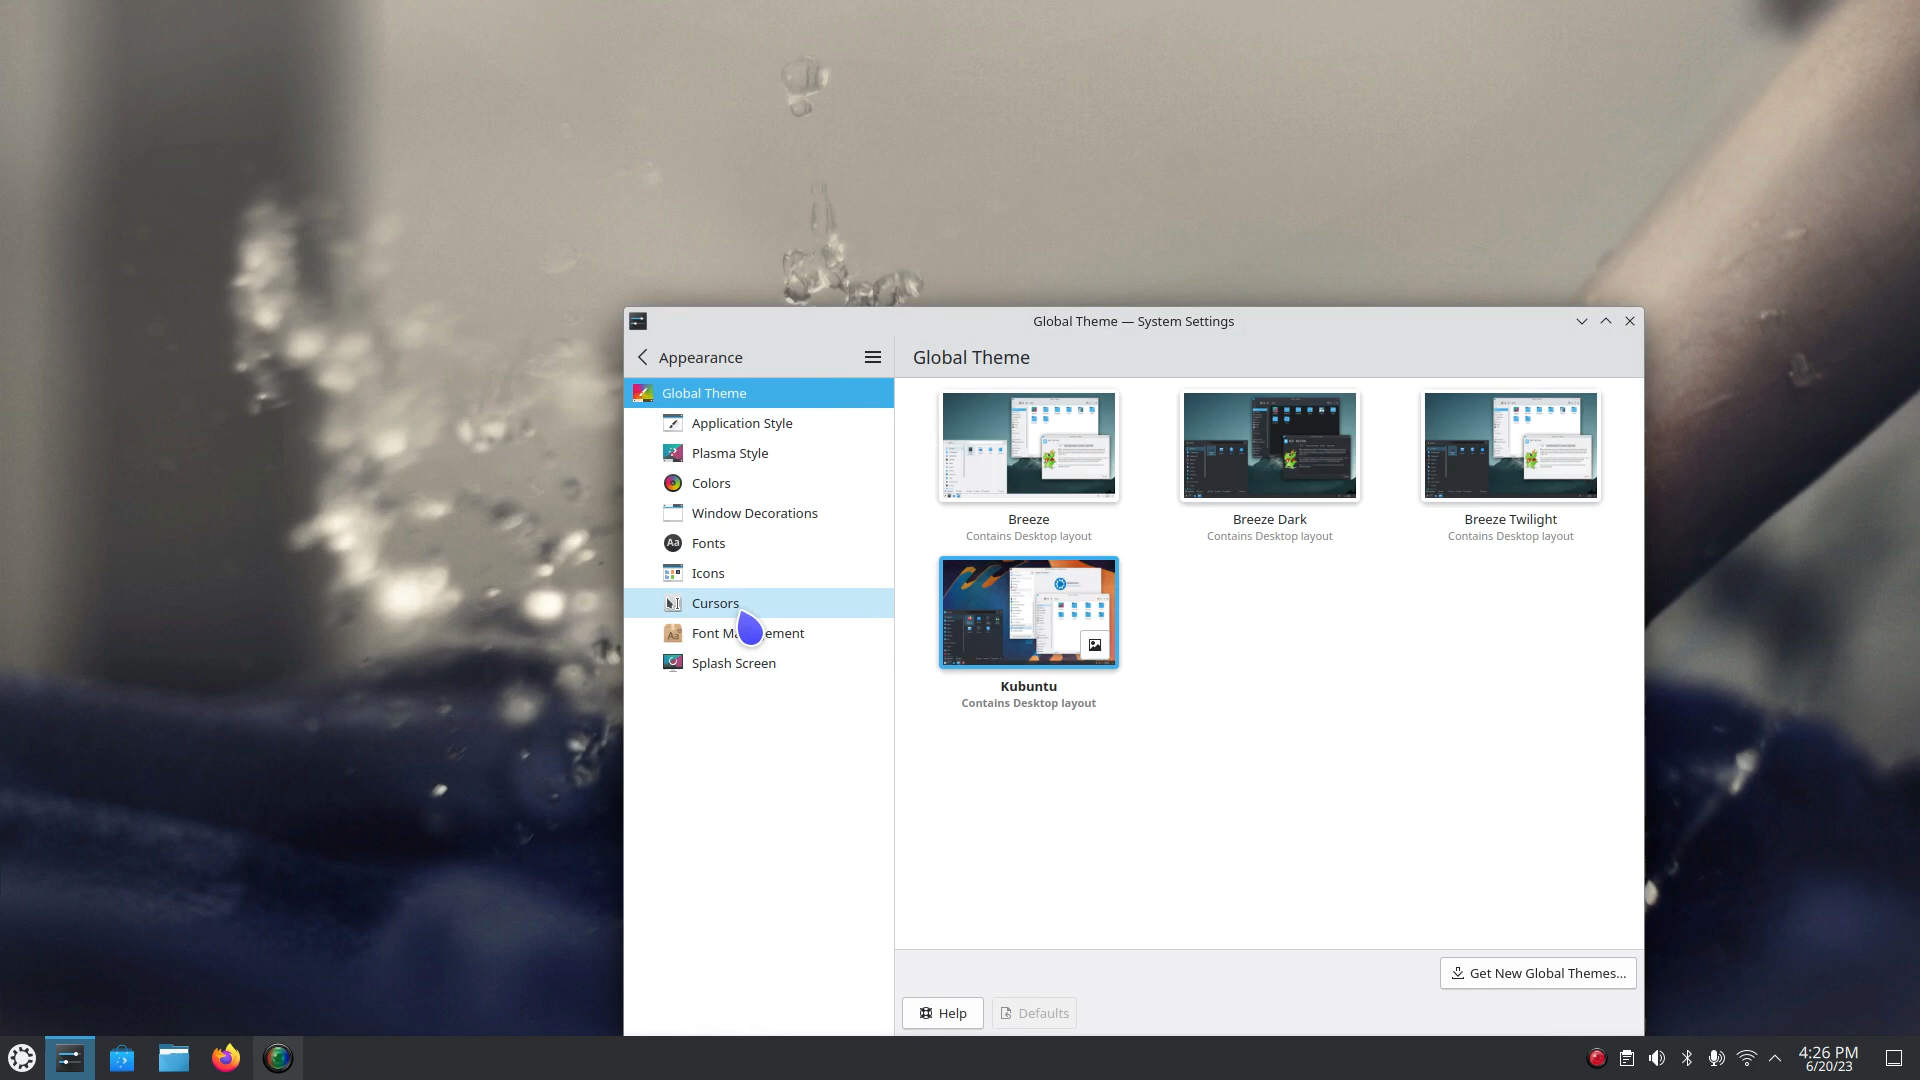 Global Theme — System Settings
Appearance
Global Theme
Global Theme
Application Style
Plasma Style
Colors
Window Decorations
Fonts
Icons
Cursors
Splash Screen
Breeze
Contains Desktop layout
Breeze Dark
Contains Desktop layout
Breeze Twilight
Contains Desktop layout
Kubuntu
Contains Desktop layout
Get New Global Themes...
Help
Defaults
4:26 PM
6/20/23